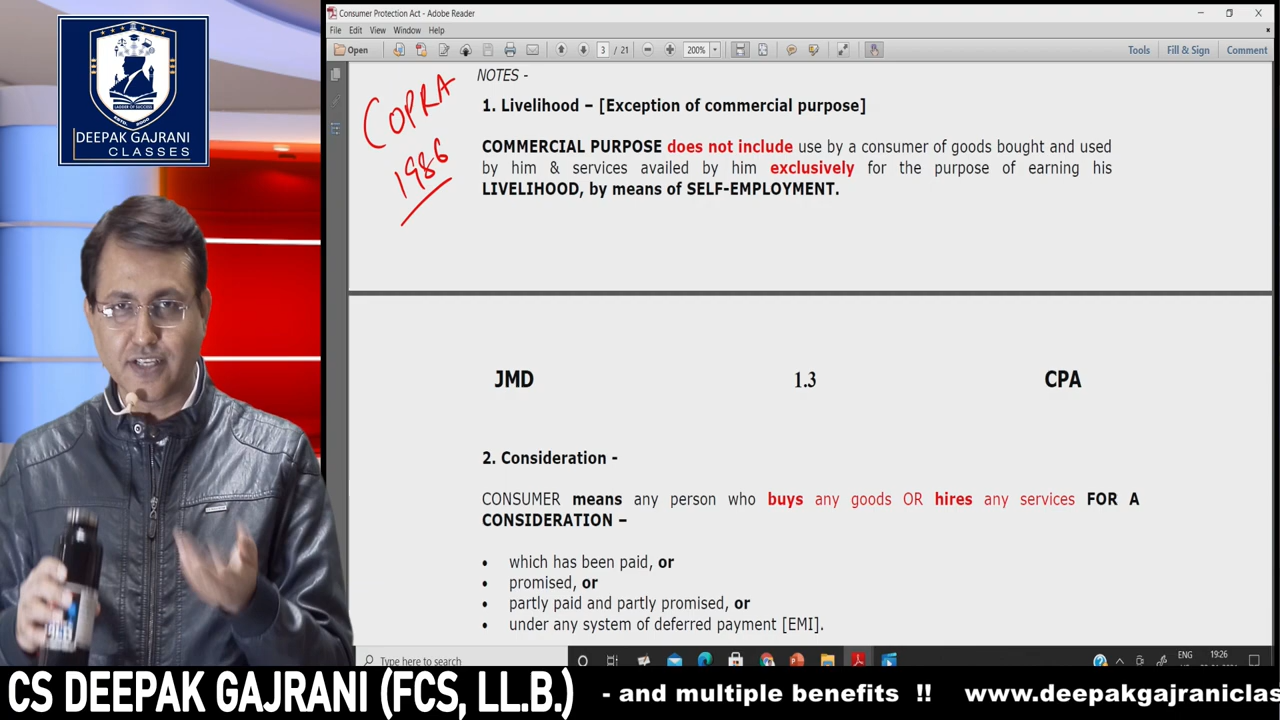 DEEPAK GAJRANI
CLASSES
LADDER OF SUCCESS
Consumer Protection Act - Adobe Reader
File Edit View Window Help
Open 3 / 21 200% Tools Fill & Sign Comment
COPRA
1986
NOTES -
1. Livelihood – [Exception of commercial purpose]
COMMERCIAL PURPOSE does not include use by a consumer of goods bought and used
by him & services availed by him exclusively for the purpose of earning his
LIVELIHOOD, by means of SELF-EMPLOYMENT.
JMD 1.3 CPA
2. Consideration -
CONSUMER means any person who buys any goods OR hires any services FOR A
CONSIDERATION –
• which has been paid, or
• promised, or
• partly paid and partly promised, or
• under any system of deferred payment [EMI].
Type here to search
ENG 19:26
CS DEEPAK GAJRANI (FCS, LL.B.) - and multiple benefits !! www.deepakgajraniclas